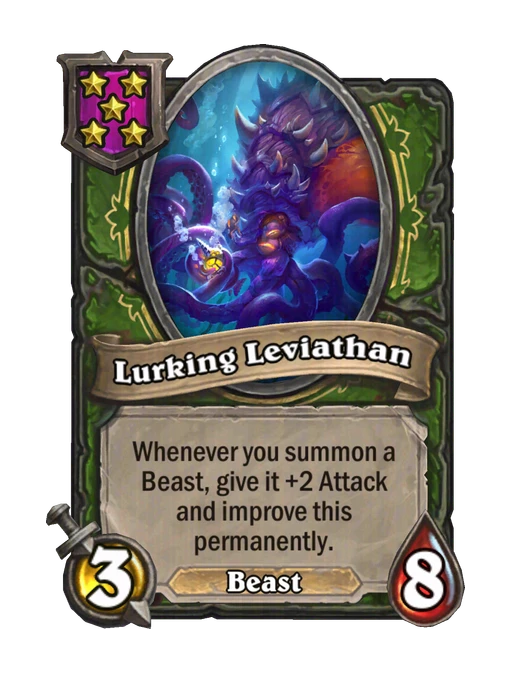 Lurking Leviathan
Whenever you summon a
Beast, give it +2 Attack
and improve this
permanently.
3
Beast
8